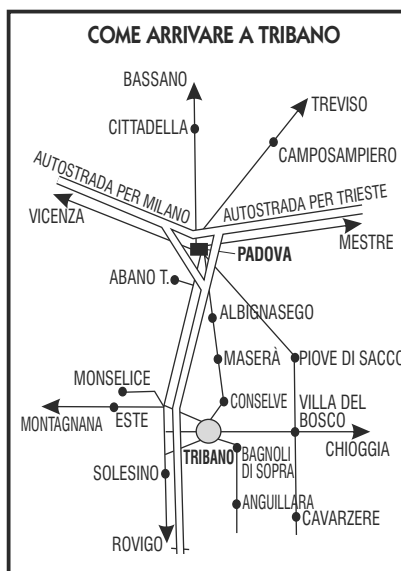 COME ARRIVARE A TRIBANO
BASSANO
TREVISO
CITTADELLA
CAMPOSAMPIERO
AUTOSTRADA PER MILANO
AUTOSTRADA PER TRIESTE
VICENZA
MESTRE
PADOVA
ABANO T.
ALBIGNASEGO
MASERÀ
PIOVE DI SACCO
MONSELICE
CONSELVE
VILLA DEL
BOSCO
MONTAGNANA
ESTE
CHIOGGIA
TRIBANO
BAGNOLI
DI SOPRA
SOLESINO
ANGUILLARA
CAVARZERE
ROVIGO